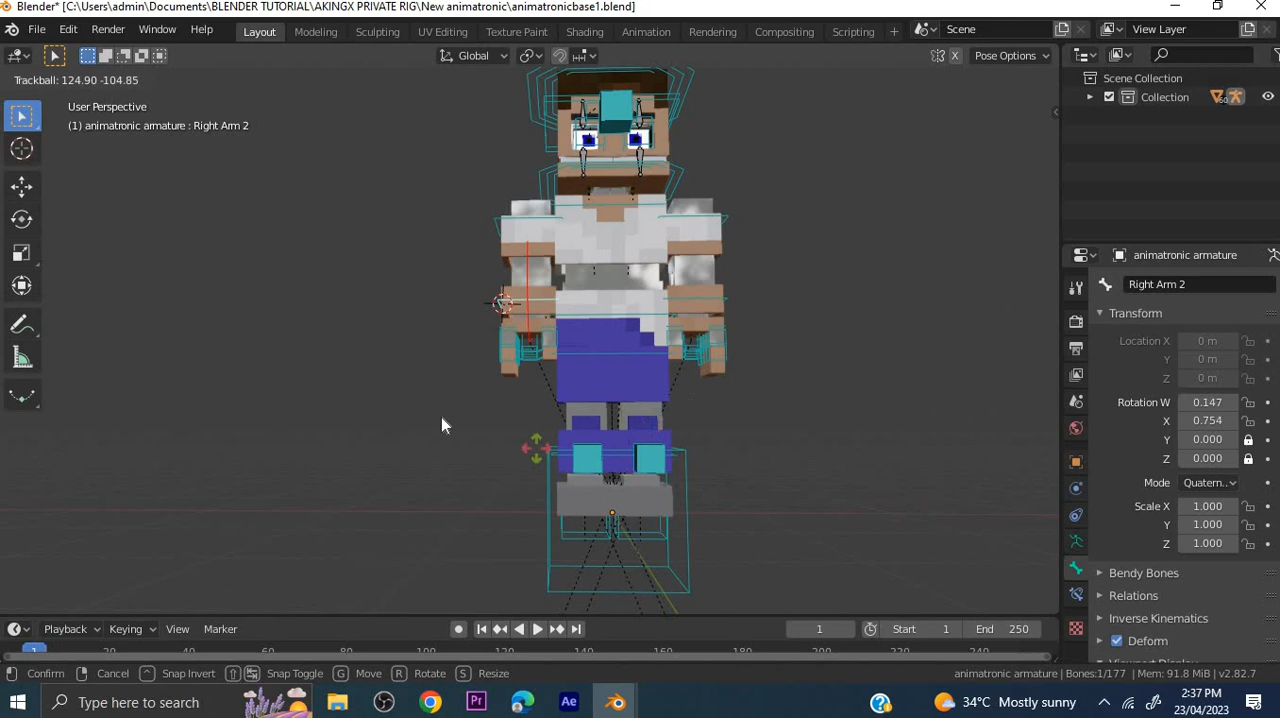 Blender* [C:\Users\admin\Documents\BLENDER TUTORIAL\AKINGX PRIVATE RIG\New animatronic\animatronicbase1.blend]
File Edit Render Window Help Layout Modeling Sculpting UV Editing Texture Paint Shading Animation Rendering Compositing Scripting + Scene View Layer
Global X Pose Options
Trackball: 124.90 -104.85
Scene Collection
Collection 60
User Perspective
(1) animatronic armature : Right Arm 2
animatronic armature
Right Arm 2
Transform
Location X 0 m
Y 0 m
Z 0 m
Rotation W 0.147
X 0.754
Y 0.000
Z 0.000
Mode Quatern..
Scale X 1.000
Y 1.000
Z 1.000
Bendy Bones
Relations
Inverse Kinematics
Deform
Playback Keying View Marker 1 Start 1 End 250
Confirm Cancel Snap Invert Snap Toggle G Move R Rotate S Resize animatronic armature | Bones:1/177 | Mem: 91.8 MiB | v2.82.7
Type here to search Pr Ae 34°C Mostly sunny 2:37 PM
23/04/2023